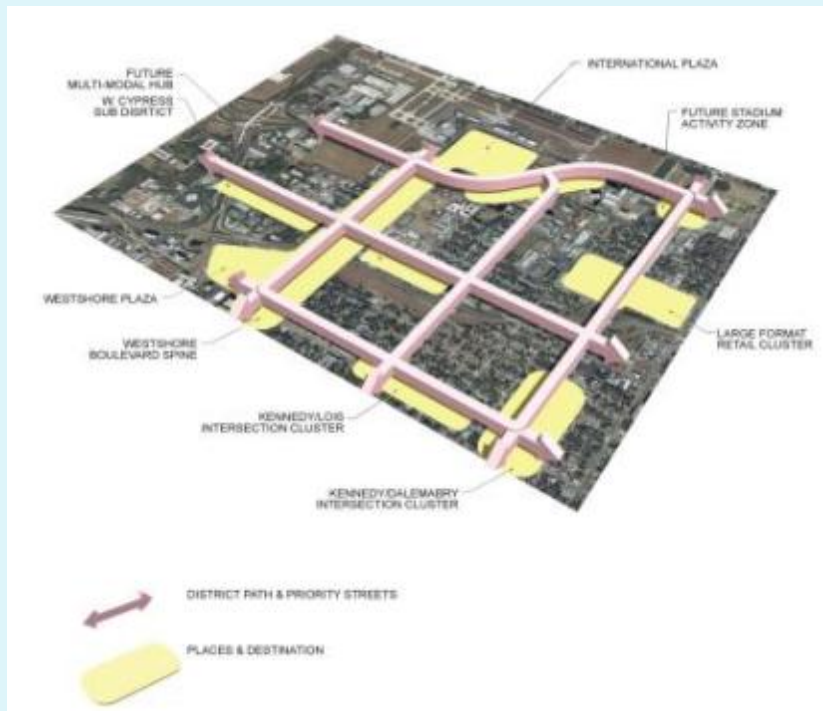 FUTURE
MULTI-MODAL HUB
W. CYPRESS
SUB DISRTICT
INTERNATIONAL PLAZA
FUTURE STADIUM
ACTIVITY ZONE
WESTSHORE PLAZA
WESTSHORE
BOULEVARD SPINE
LARGE FORMAT
RETAIL CLUSTER
KENNEDY/LOIS
INTERSECTION CLUSTER
KENNEDY/DALEMABRY
INTERSECTION CLUSTER
DISTRICT PATH & PRIORITY STREETS
PLACES & DESTINATION